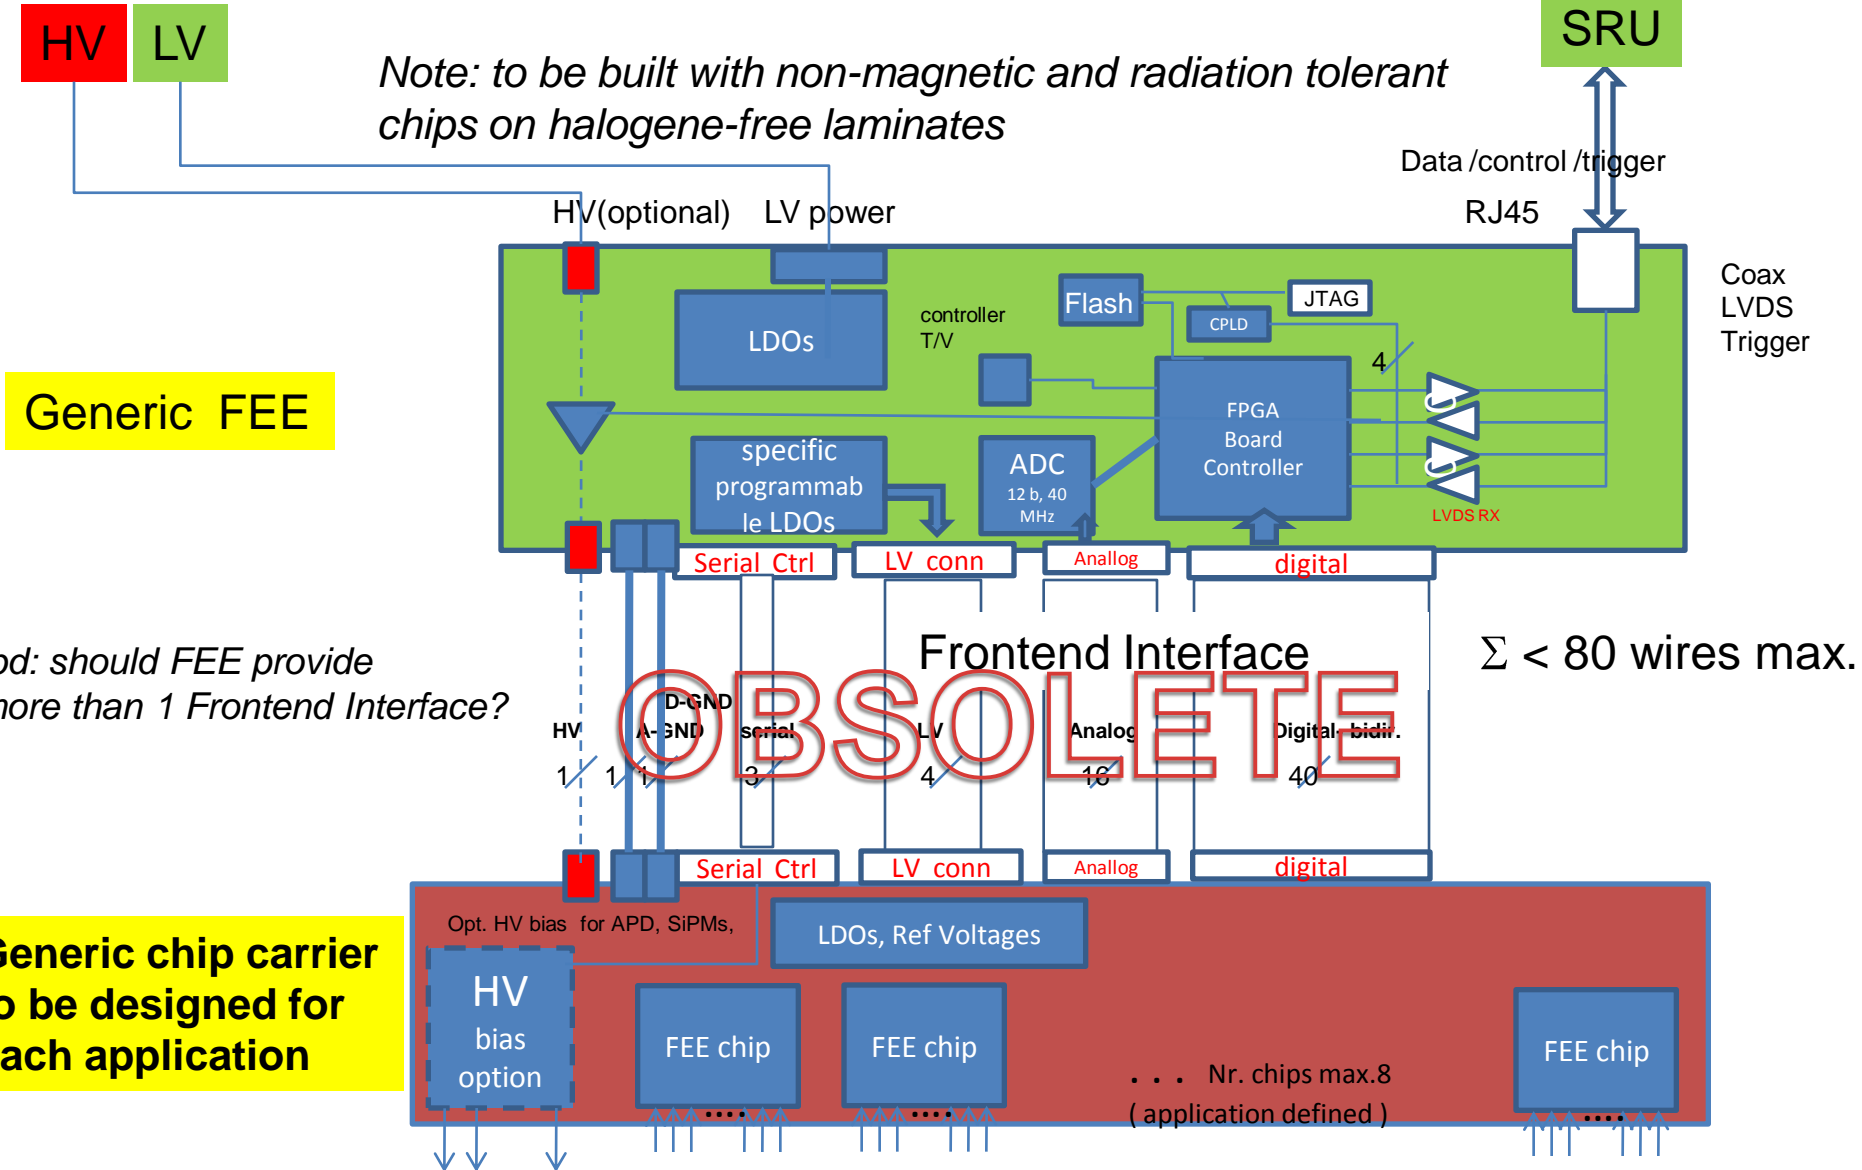 HV LV
SRU
Note: to be built with non-magnetic and radiation tolerant
chips on halogene-free laminates
Data /control /trigger
HV(optional) LV power
RJ45
Coax
LVDS
Trigger
Flash
JTAG
CPLD
controller
T/V
LDOs
4
Generic FEE
FPGA
Board
Controller
specific
programmab
le LDOs
ADC
12 b, 40
MHz
LVDS RX
Serial Ctrl
LV conn
Anallog
digital
Frontend Interface
Σ < 80 wires max.
should FEE provide
more than 1 Frontend Interface?
OBSOLETE
D-GND
HV A-GND serial LV Analog Digital- bidir.
1 1 1 3 4 16 40
Serial Ctrl
LV conn
Anallog
digital
Opt. HV bias for APD, SiPMs,
LDOs, Ref Voltages
Generic chip carrier
to be designed for
each application
HV
bias
option
FEE chip
FEE chip
FEE chip
. . . Nr. chips max.8
( application defined )
....
....
....